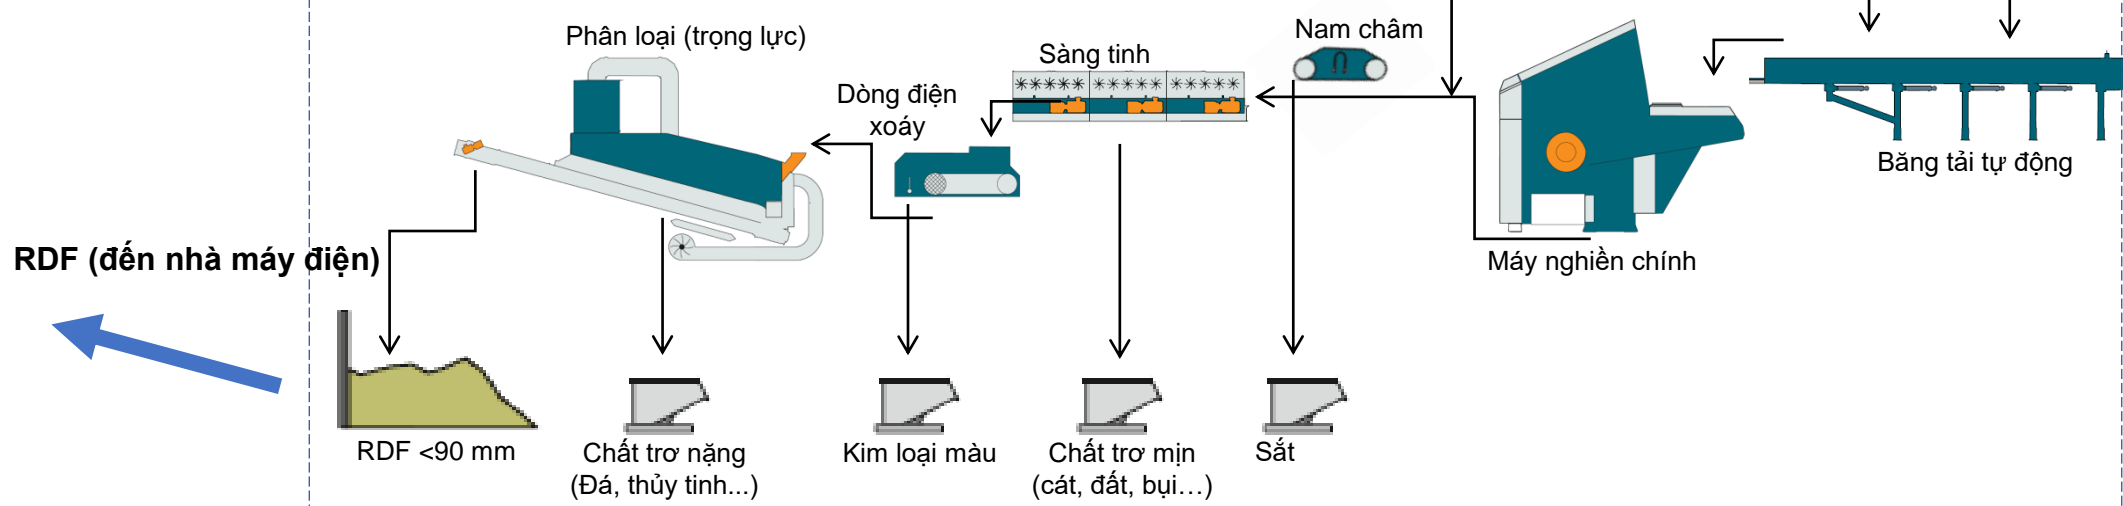 Phân loại (trọng lực)
Sàng tinh
Nam châm
Dòng điện
xoáy
Băng tải tự động
Máy nghiền chính
RDF (đến nhà máy điện)
RDF <90 mm
Chất trơ nặng
(Đá, thủy tinh...)
Kim loại màu
Chất trơ mịn
(cát, đất, bụi…)
Sắt